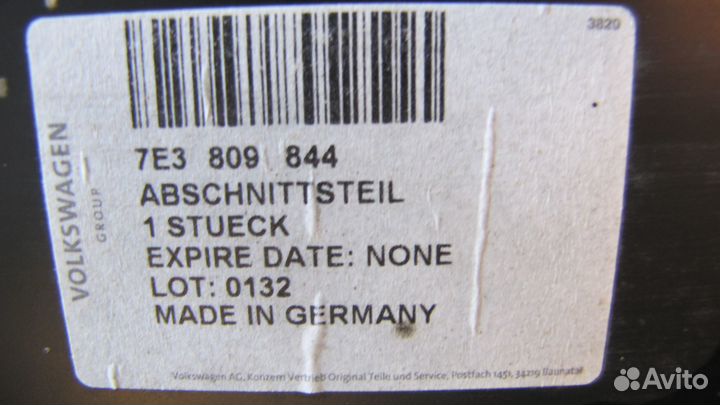 3820
VOLKSWAGEN
GROUP
7E3 809 844
ABSCHNITTSTEIL
1 STUECK
EXPIRE DATE: NONE
LOT: 0132
MADE IN GERMANY
Volkswagen AG, Konzern Vertrieb Original Teile und Service, Postfach 1451, 34219 Baunatal
Avito